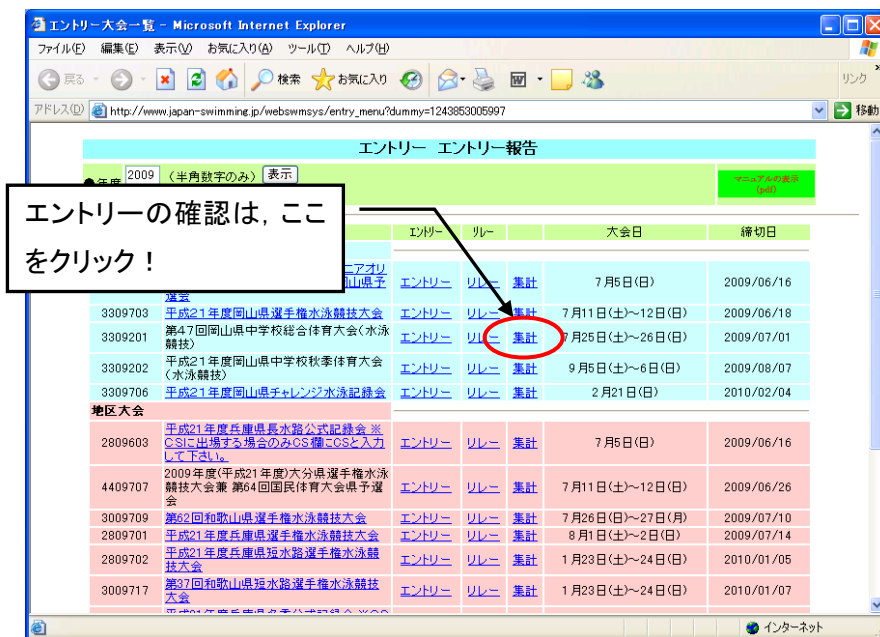 エントリー大会一覧 - Microsoft Internet Explorer
ファイル(F) 編集(E) 表示(V) お気に入り(A) ツール(T) ヘルプ(H)
戻る 検索 お気に入り リンク
アドレス(D) http://www.japan-swimming.jp/webswmsys/entry_menu?dummy=1243853005997 移動
エントリー エントリー報告
●年度 2009 (半角数字のみ) 表示
マニュアルの表示
(pdf)
エントリーの確認は，ここ
をクリック！
エントリー リレー 大会日 締切日
ニアオリ
山県予
選会
エントリー リレー 集計 7月5日(日) 2009/06/16
3309703 平成21年度岡山県選手権水泳競技大会 エントリー リレー 集計 7月11日(土)～12日(日) 2009/06/18
3309201 第47回岡山県中学校総合体育大会(水泳
競技) エントリー リレー 集計 7月25日(土)～26日(日) 2009/07/01
3309202 平成21年度岡山県中学校秋季体育大会
(水泳競技) エントリー リレー 集計 9月5日(土)～6日(日) 2009/08/07
3309706 平成21年度岡山県チャレンジ水泳記録会 エントリー リレー 集計 2月21日(日) 2010/02/04
地区大会
2809603 平成21年度兵庫県長水路公式記録会 ※
CSIに出場する場合のみCS欄にCSと入力
して下さい。 エントリー リレー 集計 7月5日(日) 2009/06/16
4409707 2009年度(平成21年度)大分県選手権水泳
競技大会兼 第64回国民体育大会県予選
会 エントリー リレー 集計 7月11日(土)～12日(日) 2009/06/26
3009709 第62回和歌山県選手権水泳競技大会 エントリー リレー 集計 7月26日(日)～27日(月) 2009/07/10
2809701 平成21年度兵庫県選手権水泳競技大会 エントリー リレー 集計 8月1日(土)～2日(日) 2009/07/14
2809702 平成21年度兵庫県短水路選手権水泳競
技大会 エントリー リレー 集計 1月23日(土)～24日(日) 2010/01/05
3009717 第37回和歌山県短水路選手権水泳競技
大会 エントリー リレー 集計 1月23日(土)～24日(日) 2010/01/07
インターネット